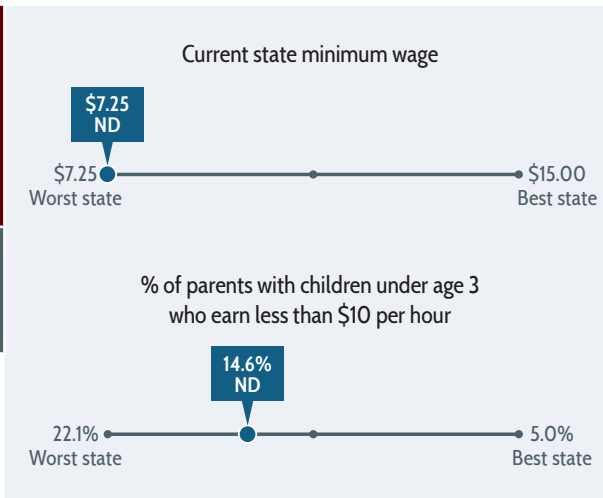 Current state minimum wage
$7.25
ND
$7.25
$15.00
Worst state
Best state
% of parents with children under age 3
who earn less than $10 per hour
14.6%
ND
22.1%
5.0%
Worst state
Best state